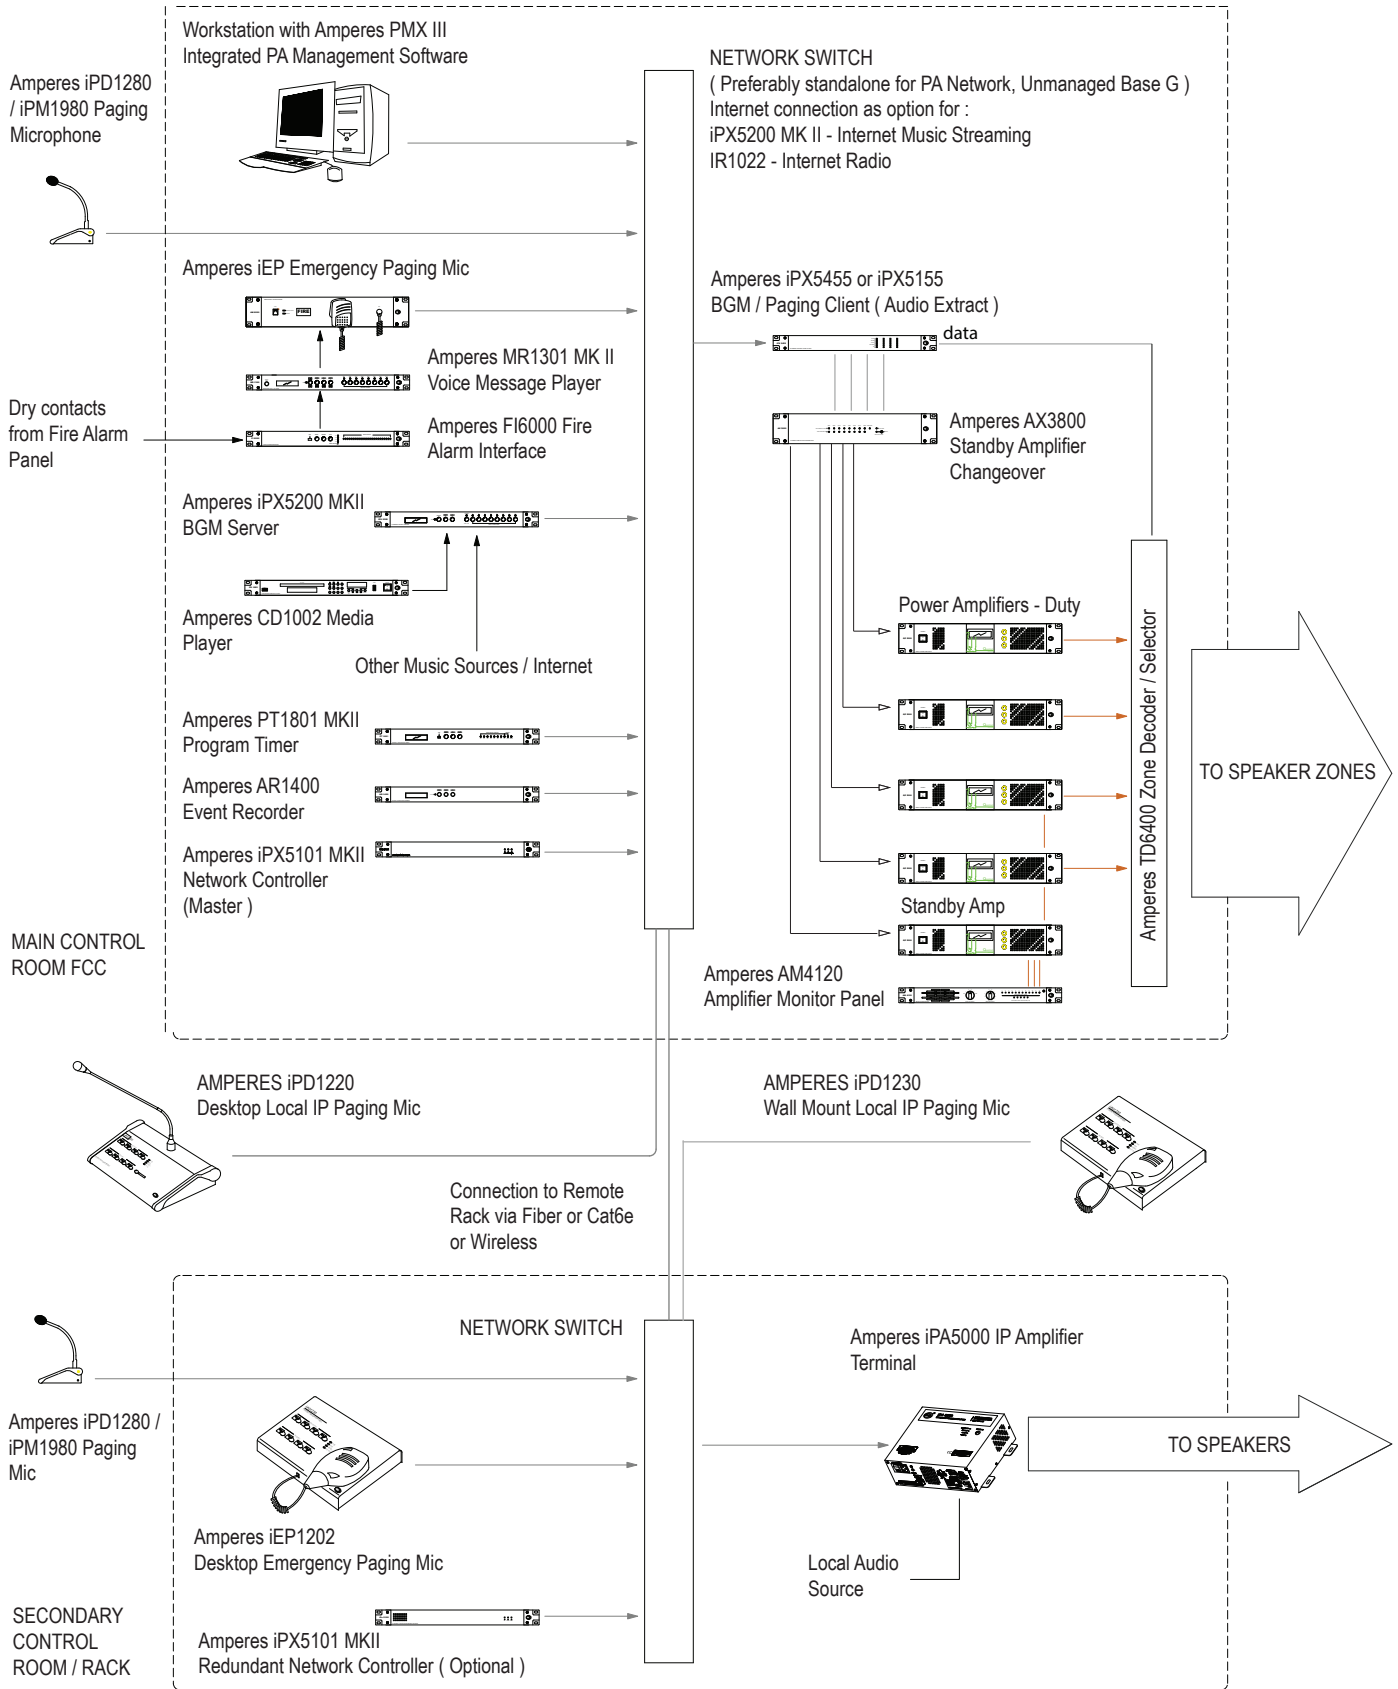 Workstation with Amperes PMX III
Integrated PA Management Software
Amperes iPD1280
/ iPM1980 Paging
Microphone
NETWORK SWITCH
( Preferably standalone for PA Network, Unmanaged Base G )
Internet connection as option for :
iPX5200 MK II - Internet Music Streaming
IR1022 - Internet Radio
Amperes iEP Emergency Paging Mic
FIRE
Amperes iPX5455 or iPX5155
BGM / Paging Client ( Audio Extract )
data
Amperes MR1301 MK II
Voice Message Player
Dry contacts
from Fire Alarm
Panel
Amperes FI6000 Fire
Alarm Interface
Amperes AX3800
Standby Amplifier
Changeover
Amperes iPX5200 MKII
BGM Server
Amperes CD1002 Media
Player
Other Music Sources / Internet
Power Amplifiers - Duty
Amperes TD6400 Zone Decoder / Selector
TO SPEAKER ZONES
Amperes PT1801 MKII
Program Timer
Amperes AR1400
Event Recorder
Amperes iPX5101 MKII
Network Controller
(Master )
Standby Amp
MAIN CONTROL
ROOM FCC
Amperes AM4120
Amplifier Monitor Panel
AMPERES iPD1220
Desktop Local IP Paging Mic
AMPERES iPD1230
Wall Mount Local IP Paging Mic
Connection to Remote
Rack via Fiber or Cat6e
or Wireless
NETWORK SWITCH
Amperes iPA5000 IP Amplifier
Terminal
Amperes iPD1280 /
iPM1980 Paging
Mic
TO SPEAKERS
Amperes iEP1202
Desktop Emergency Paging Mic
Local Audio
Source
SECONDARY
CONTROL
ROOM / RACK
Amperes iPX5101 MKII
Redundant Network Controller ( Optional )